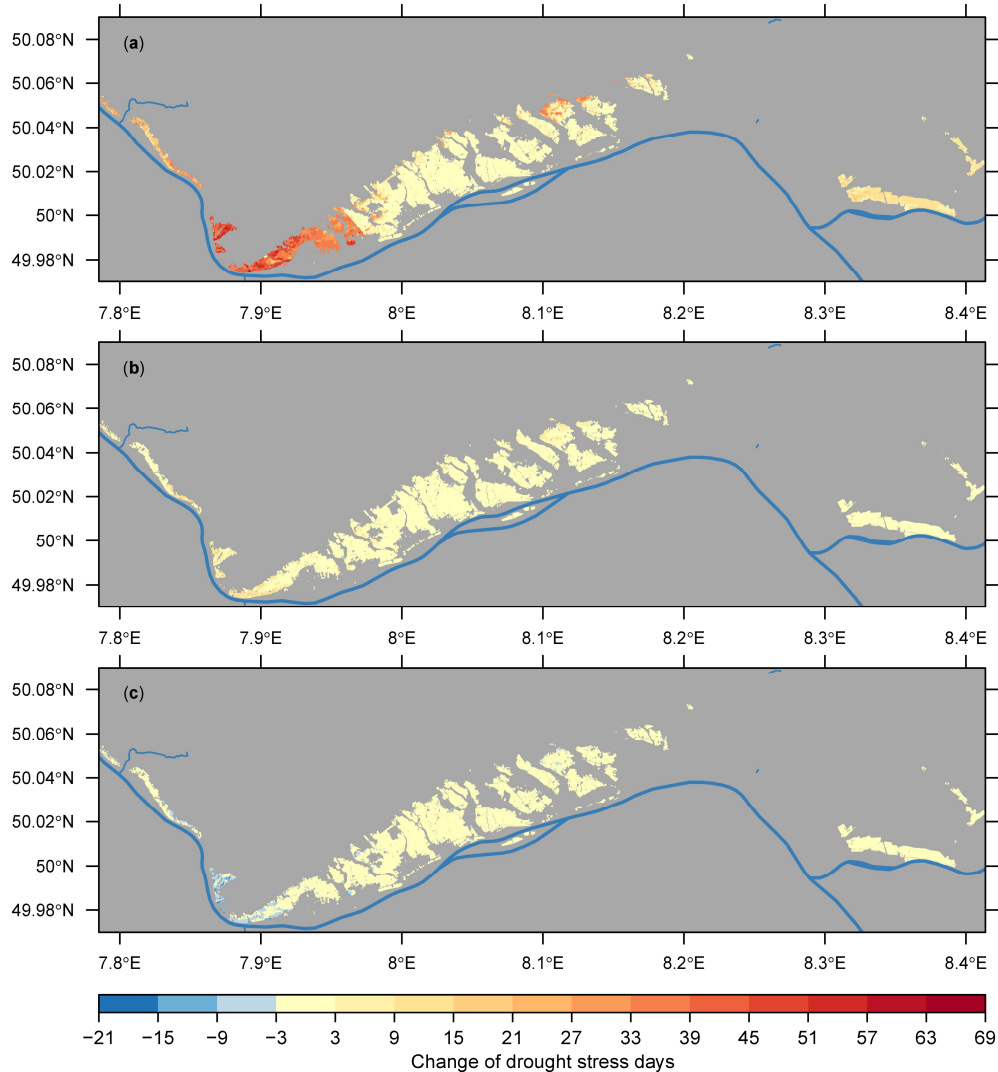 50.08°N
(a)
50.06°N
50.04°N
50.02°N
50°N
49.98°N
7.8°E 7.9°E 8°E 8.1°E 8.2°E 8.3°E 8.4°E
50.08°N
(b)
50.06°N
50.04°N
50.02°N
50°N
49.98°N
7.8°E 7.9°E 8°E 8.1°E 8.2°E 8.3°E 8.4°E
50.08°N
(c)
50.06°N
50.04°N
50.02°N
50°N
49.98°N
7.8°E 7.9°E 8°E 8.1°E 8.2°E 8.3°E 8.4°E
−21 −15 −9 −3 3 9 15 21 27 33 39 45 51 57 63 69
Change of drought stress days